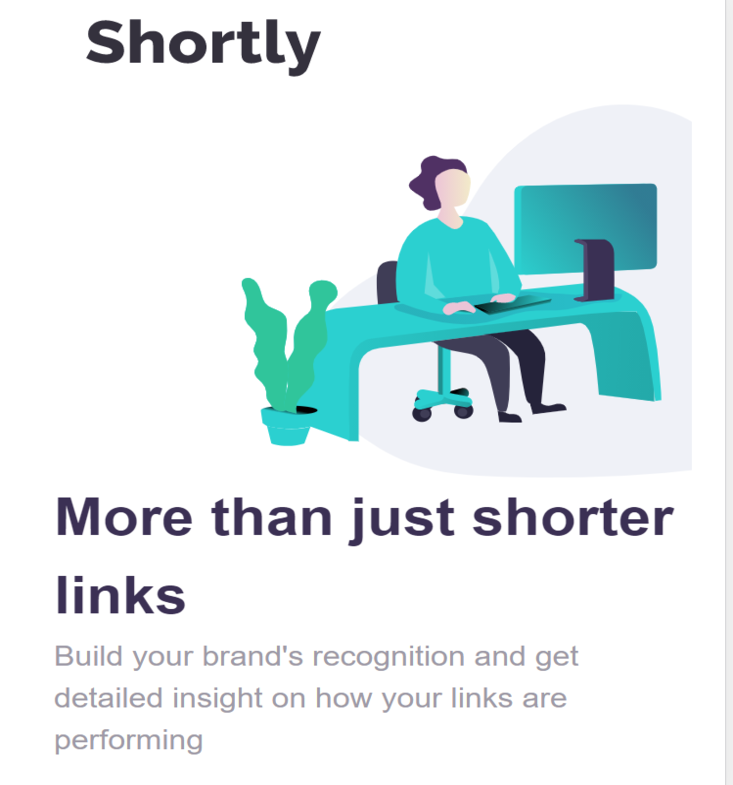 Shortly
More than just shorter
links
Build your brand's recognition and get
detailed insight on how your links are
performing